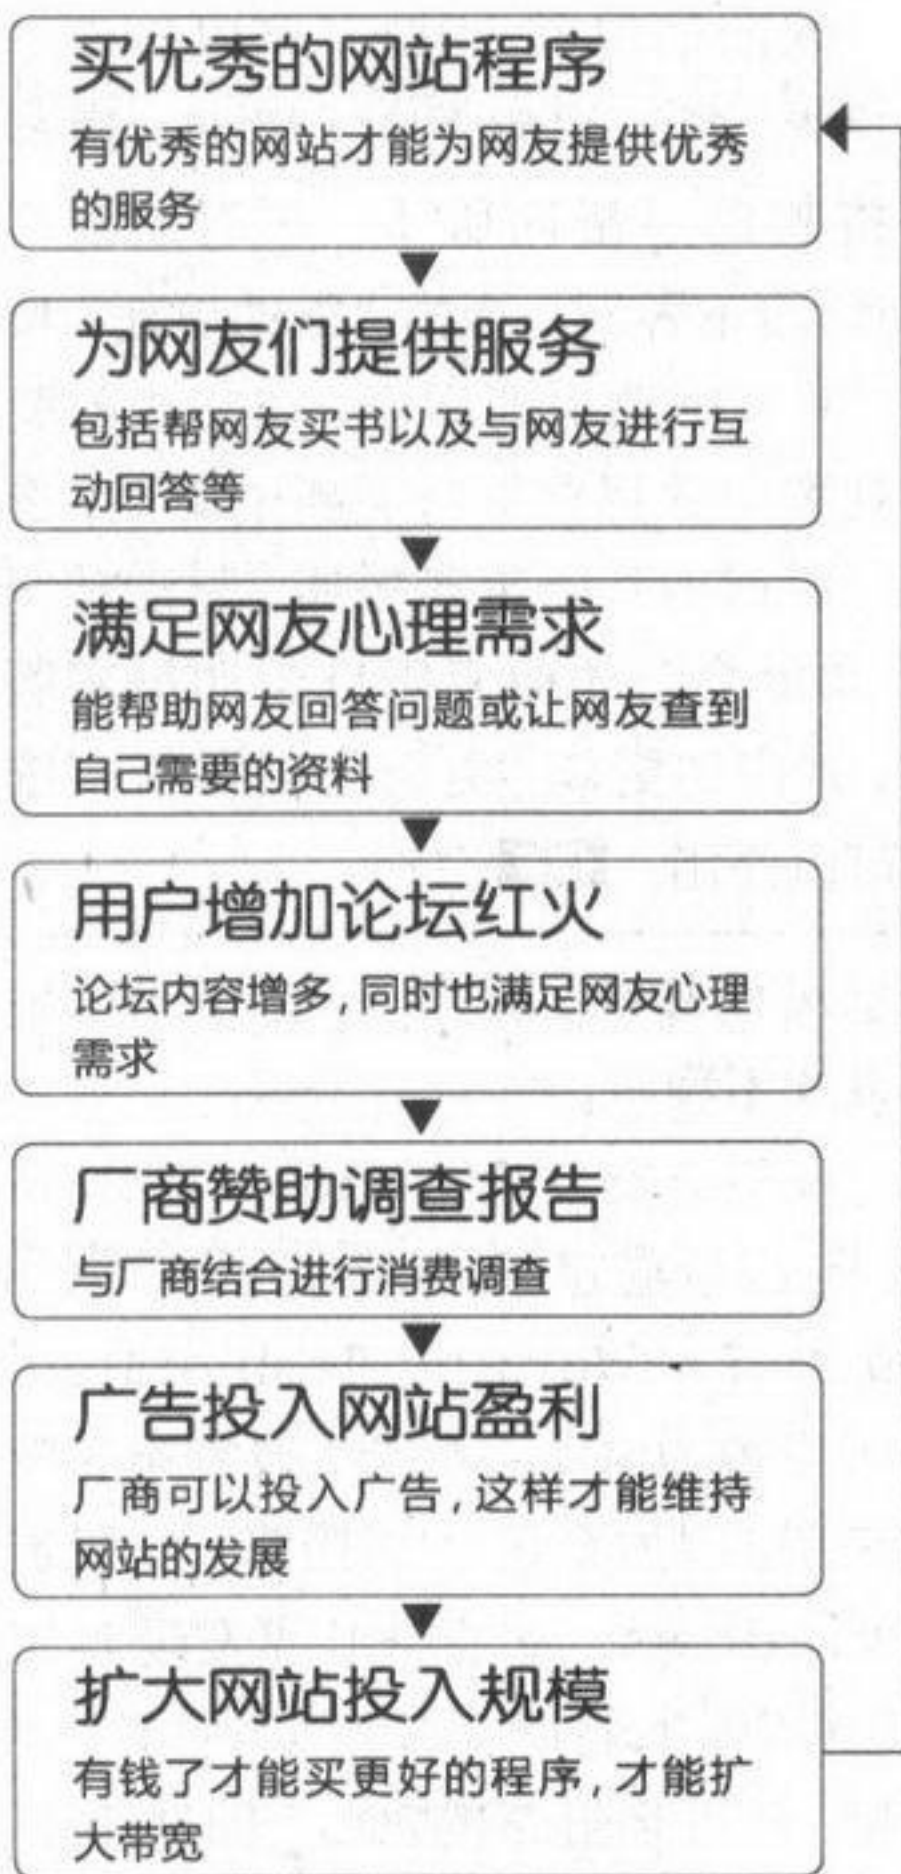 买优秀的网站程序
有优秀的网站才能为网友提供优秀
的服务
为网友们提供服务
包括帮网友买书以及与网友进行互
动回答等
满足网友心理需求
能帮助网友回答问题或让网友查到
自己需要的资料
用户增加论坛红火
论坛内容增多,同时也满足网友心理
需求
厂商赞助调查报告
与厂商结合进行消费调查
广告投入网站盈利
厂商可以投入广告,这样才能维持
网站的发展
扩大网站投入规模
有钱了才能买更好的程序,才能扩
大带宽